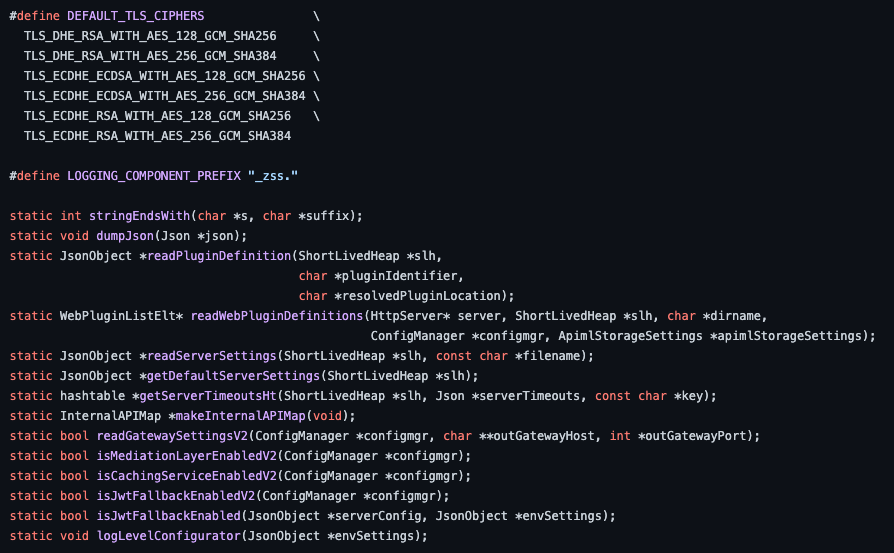 #define DEFAULT_TLS_CIPHERS               \
  TLS_DHE_RSA_WITH_AES_128_GCM_SHA256     \
  TLS_DHE_RSA_WITH_AES_256_GCM_SHA384     \
  TLS_ECDHE_ECDSA_WITH_AES_128_GCM_SHA256 \
  TLS_ECDHE_ECDSA_WITH_AES_256_GCM_SHA384 \
  TLS_ECDHE_RSA_WITH_AES_128_GCM_SHA256   \
  TLS_ECDHE_RSA_WITH_AES_256_GCM_SHA384

#define LOGGING_COMPONENT_PREFIX "_zss."

static int stringEndsWith(char *s, char *suffix);
static void dumpJson(Json *json);
static JsonObject *readPluginDefinition(ShortLivedHeap *slh,
                                        char *pluginIdentifier,
                                        char *resolvedPluginLocation);
static WebPluginListElt* readWebPluginDefinitions(HttpServer* server, ShortLivedHeap *slh, char *dirname,
                                                  ConfigManager *configmgr, ApimlStorageSettings *apimlStorageSettings);
static JsonObject *readServerSettings(ShortLivedHeap *slh, const char *filename);
static JsonObject *getDefaultServerSettings(ShortLivedHeap *slh);
static hashtable *getServerTimeoutsHt(ShortLivedHeap *slh, Json *serverTimeouts, const char *key);
static InternalAPIMap *makeInternalAPIMap(void);
static bool readGatewaySettingsV2(ConfigManager *configmgr, char **outGatewayHost, int *outGatewayPort);
static bool isMediationLayerEnabledV2(ConfigManager *configmgr);
static bool isCachingServiceEnabledV2(ConfigManager *configmgr);
static bool isJwtFallbackEnabledV2(ConfigManager *configmgr);
static bool isJwtFallbackEnabled(JsonObject *serverConfig, JsonObject *envSettings);
static void logLevelConfigurator(JsonObject *envSettings);